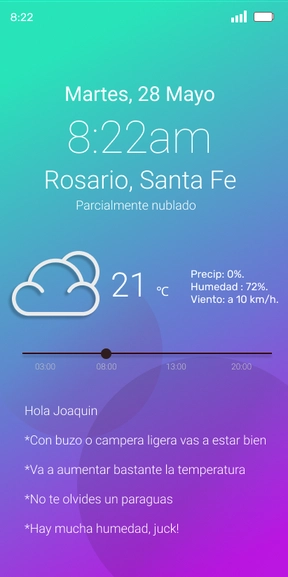 8:22
Martes, 28 Mayo
8:22am
Rosario, Santa Fe
Parcialmente nublado
21 °C
Precip: 0%.
Humedad : 72%.
Viento: a 10 km/h.
03:00 08:00 13:00 20:00
Hola Joaquin
*Con buzo o campera ligera vas a estar bien
*Va a aumentar bastante la temperatura
*No te olvides un paraguas
*Hay mucha humedad, juck!